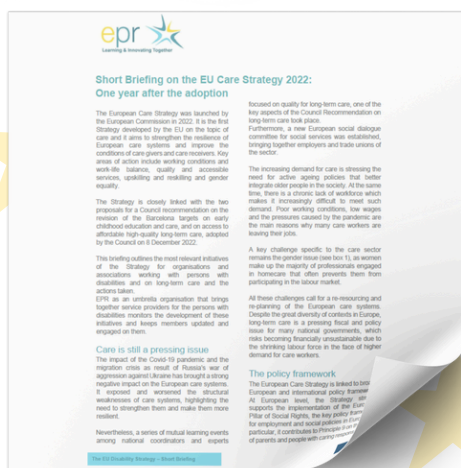 epr
Learning & Innovating Together
Short Briefing on the EU Care Strategy 2022:
One year after the adoption
The European Care Strategy was launched by
the European Commission in 2022. It is the first
Strategy developed by the EU on the topic of
care and it aims to strengthen the resilience of
European care systems and improve the
conditions of care givers and care receivers. Key
areas of action include working conditions and
work-life balance, quality and accessible
services, upskilling and reskilling and gender
equality.
The Strategy is closely linked with the two
proposals for a Council recommendation on the
revision of the Barcelona targets on early
childhood education and care, and on access to
affordable high-quality long-term care, adopted
by the Council on 8 December 2022.
This briefing outlines the most relevant initiatives
of the Strategy for organisations and
associations working with persons with
disabilities and on long-term care and the
actions taken.
EPR as an umbrella organisation that brings
together service providers for the persons with
disabilities monitors the development of these
initiatives and keeps members updated and
engaged on them.
Care is still a pressing issue
The impact of the Covid-19 pandemic and the
migration crisis as result of Russia's war of
aggression against Ukraine has brought a strong
negative impact on the European care systems.
It exposed and worsened the structural
weaknesses of care systems, highlighting the
need to strengthen them and make them more
resilient.
Nevertheless, a series of mutual learning events
among national coordinators and experts
focused on quality for long-term care, one of the
key aspects of the Council Recommendation on
long-term care took place.
Furthermore, a new European social dialogue
committee for social services was established,
bringing together employers and trade unions of
the sector.
The increasing demand for care is stressing the
need for active ageing policies that better
integrate older people in the society. At the same
time, there is a chronic lack of workforce which
makes it increasingly difficult to meet such
demand. Poor working conditions, low wages
and the pressures caused by the pandemic are
the main reasons why many care workers are
leaving their jobs.
A key challenge specific to the care sector
remains the gender issue (see box 1), as women
make up the majority of professionals engaged
in homecare that often prevents them from
participating in the labour market.
All these challenges call for a re-resourcing and
re-planning of the European care systems.
Despite the great diversity of contexts in Europe,
long-term care is a pressing fiscal and policy
issue for many national governments, which
risks becoming financially unsustainable due to
the shrinking labour force in the face of higher
demand for care workers.
The policy framework
The European Care Strategy is linked to
European and international policy
At European level, the Strategy
supports the implementation of the
Pillar of Social Rights, the key policy
for employment and social policies in
particular, it contributes to Principle 9 on
of parents and people with caring
The EU Disability Strategy – Short Briefing